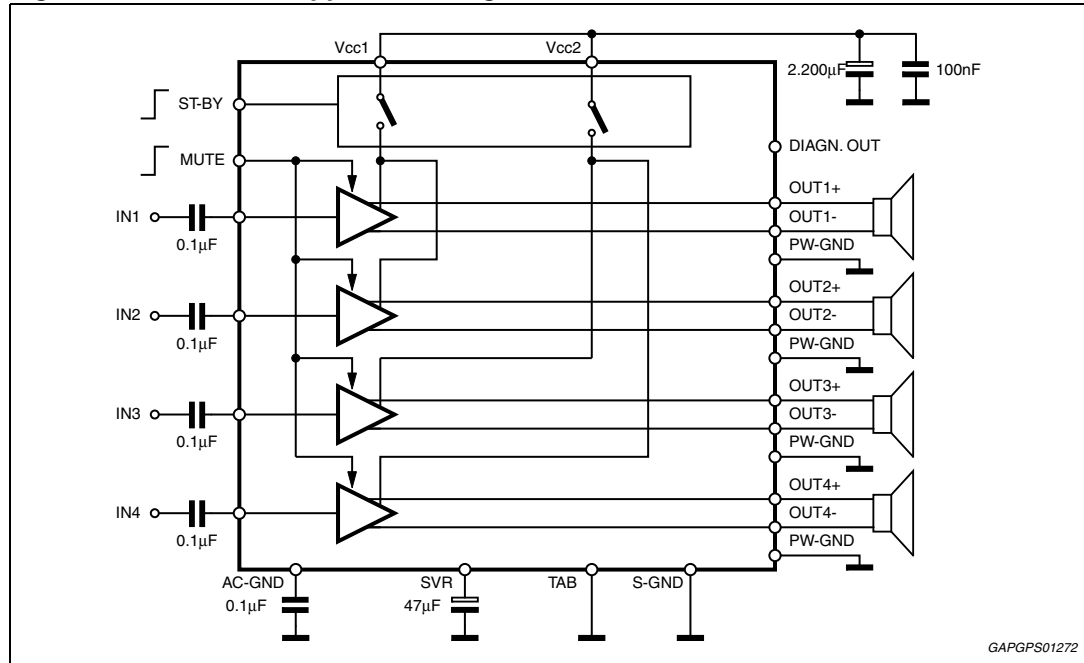 Vcc1
Vcc2
2.200µF
100nF
ST-BY
DIAGN. OUT
MUTE
OUT1+
IN1
OUT1-
0.1µF
PW-GND
OUT2+
IN2
OUT2-
0.1µF
PW-GND
OUT3+
IN3
OUT3-
0.1µF
PW-GND
OUT4+
IN4
OUT4-
0.1µF
PW-GND
AC-GND
SVR
TAB
S-GND
0.1µF
47µF
GAPGPS01272